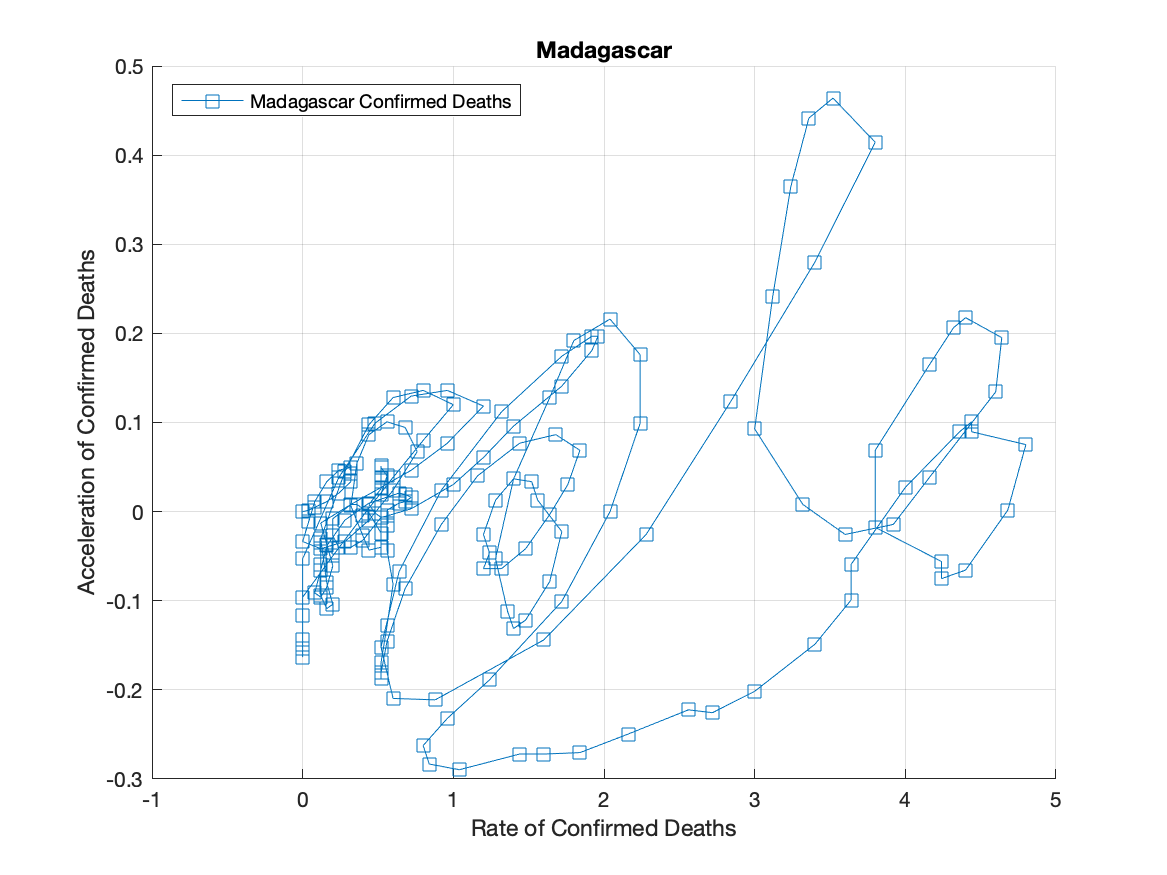 Madagascar
Madagascar Confirmed Deaths
0.5
0.4
0.3
0.2
0.1
0
-0.1
-0.2
-0.3
Acceleration of Confirmed Deaths
-1 0 1 2 3 4 5
Rate of Confirmed Deaths